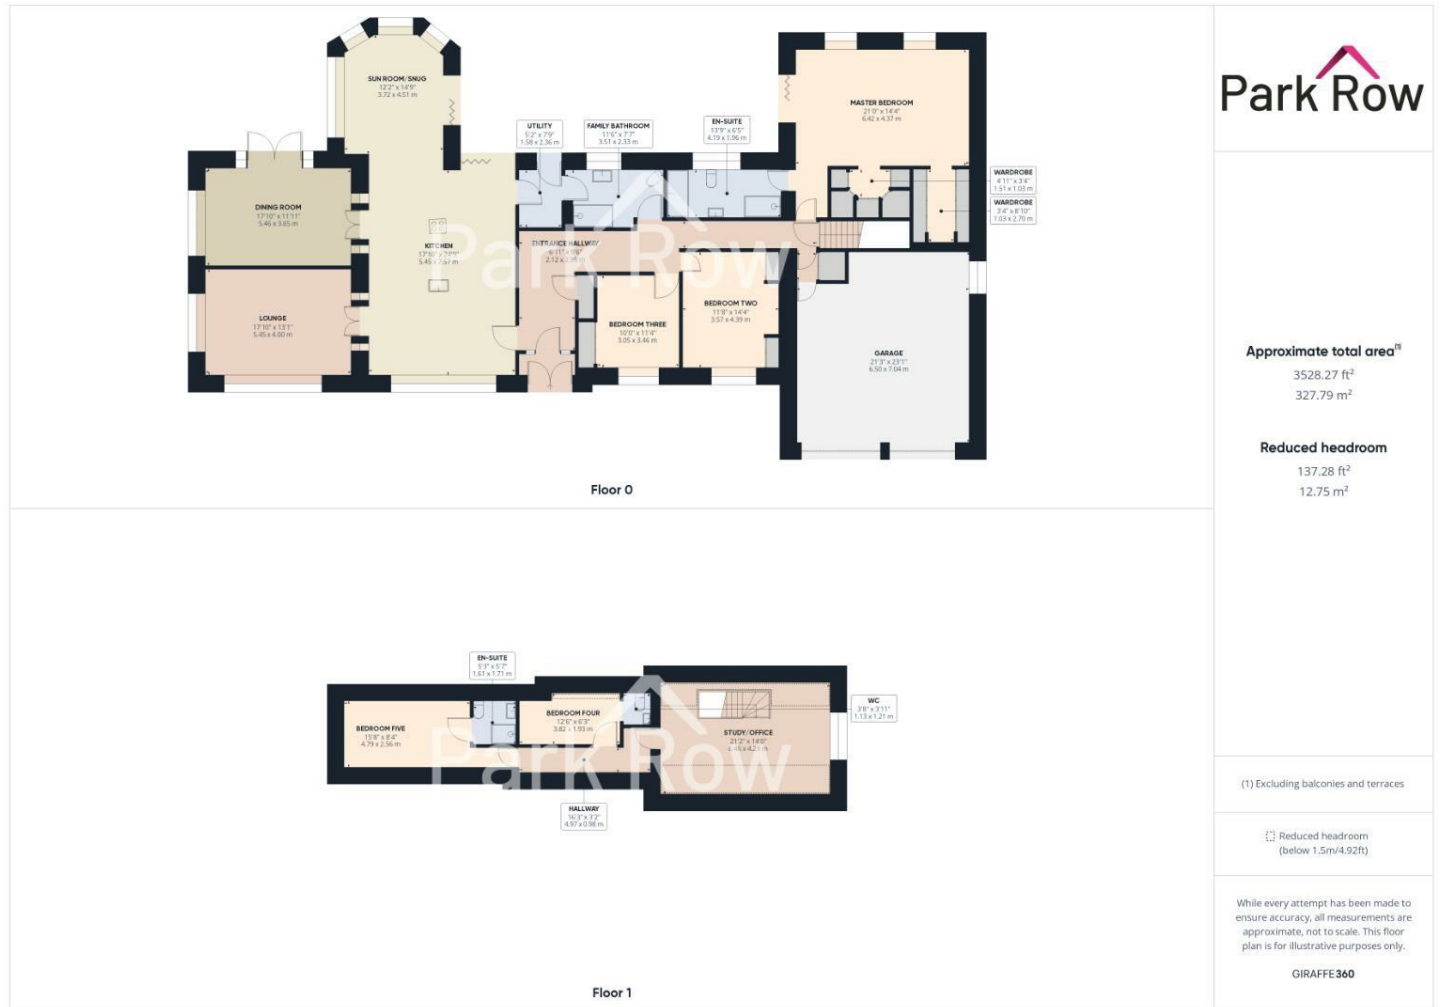 SUN ROOM/SNUG
12'2" x 14'9"
3.72 x 4.51 m
UTILITY
5'2" x 7'9"
1.58 x 2.36 m
FAMILY BATHROOM
11'6" x 7'7"
3.51 x 2.33 m
EN-SUITE
13'9" x 6'5"
4.19 x 1.96 m
MASTER BEDROOM
21'0" x 14'4"
6.42 x 4.37 m
WARDROBE
4'11" x 3'4"
1.51 x 1.03 m
WARDROBE
3'4" x 8'10"
1.03 x 2.70 m
DINING ROOM
17'10" x 11'11"
5.46 x 3.65 m
KITCHEN
ENTRANCE HALLWAY
LOUNGE
17'10" x 13'1"
5.45 x 4.00 m
BEDROOM THREE
10'0" x 11'4"
3.05 x 3.46 m
BEDROOM TWO
11'8" x 14'4"
3.57 x 4.39 m
GARAGE
21'3" x 23'1"
6.50 x 7.04 m
Park Row
Floor 0
EN-SUITE
5'3" x 5'7"
1.61 x 1.71 m
BEDROOM FIVE
15'8" x 8'4"
4.79 x 2.56 m
BEDROOM FOUR
12'6" x 6'3"
3.82 x 1.93 m
STUDY/OFFICE
21'2" x 14'0"
WC
3'8" x 3'11"
1.13 x 1.21 m
HALLWAY
16'3" x 3'2"
4.97 x 0.98 m
Park Row
Floor 1
Park Row
Approximate total area(1)
3528.27 ft²
327.79 m²
Reduced headroom
137.28 ft²
12.75 m²
(1) Excluding balconies and terraces
Reduced headroom
(below 1.5m/4.92ft)
While every attempt has been made to
ensure accuracy, all measurements are
approximate, not to scale. This floor
plan is for illustrative purposes only.
GIRAFFE360